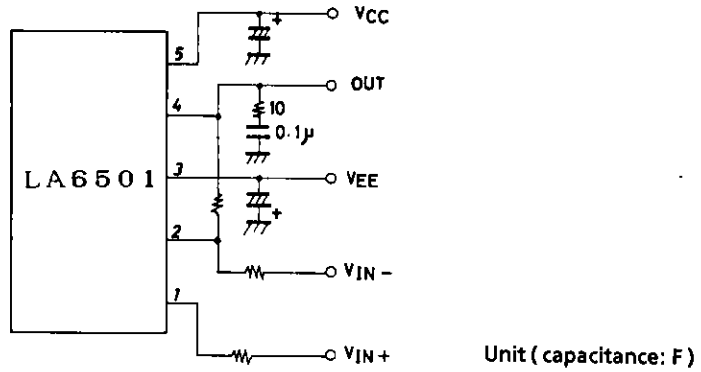 +
VCC
5
OUT
4
10
0.1μ
3
VEE
LA6501
+
2
VIN-
1
VIN+
Unit ( capacitance: F )